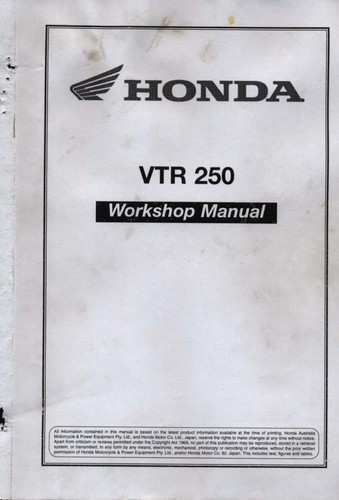 HONDA
VTR 250
Workshop Manual
All information contained in this manual is based on the latest product information available at the time of printing. Honda Australia
Motorcycle & Power Equipment Pty. Ltd., and Honda Motor Co. Ltd., Japan, reserve the rights to make changes at any time without notice.
Apart from criticism or reviews permitted under the Copyright Act 1968, no part of this publication may be reproduced, stored in a retrieval
system, or transmitted, in any form by any means, electronic, mechanical, photocopy or recording or otherwise, without the prior written
permission of Honda Motorcycle & Power Equipment Pty. Ltd., and/or Honda Motor Co. ltd. Japan. This includes text, figures and tables.